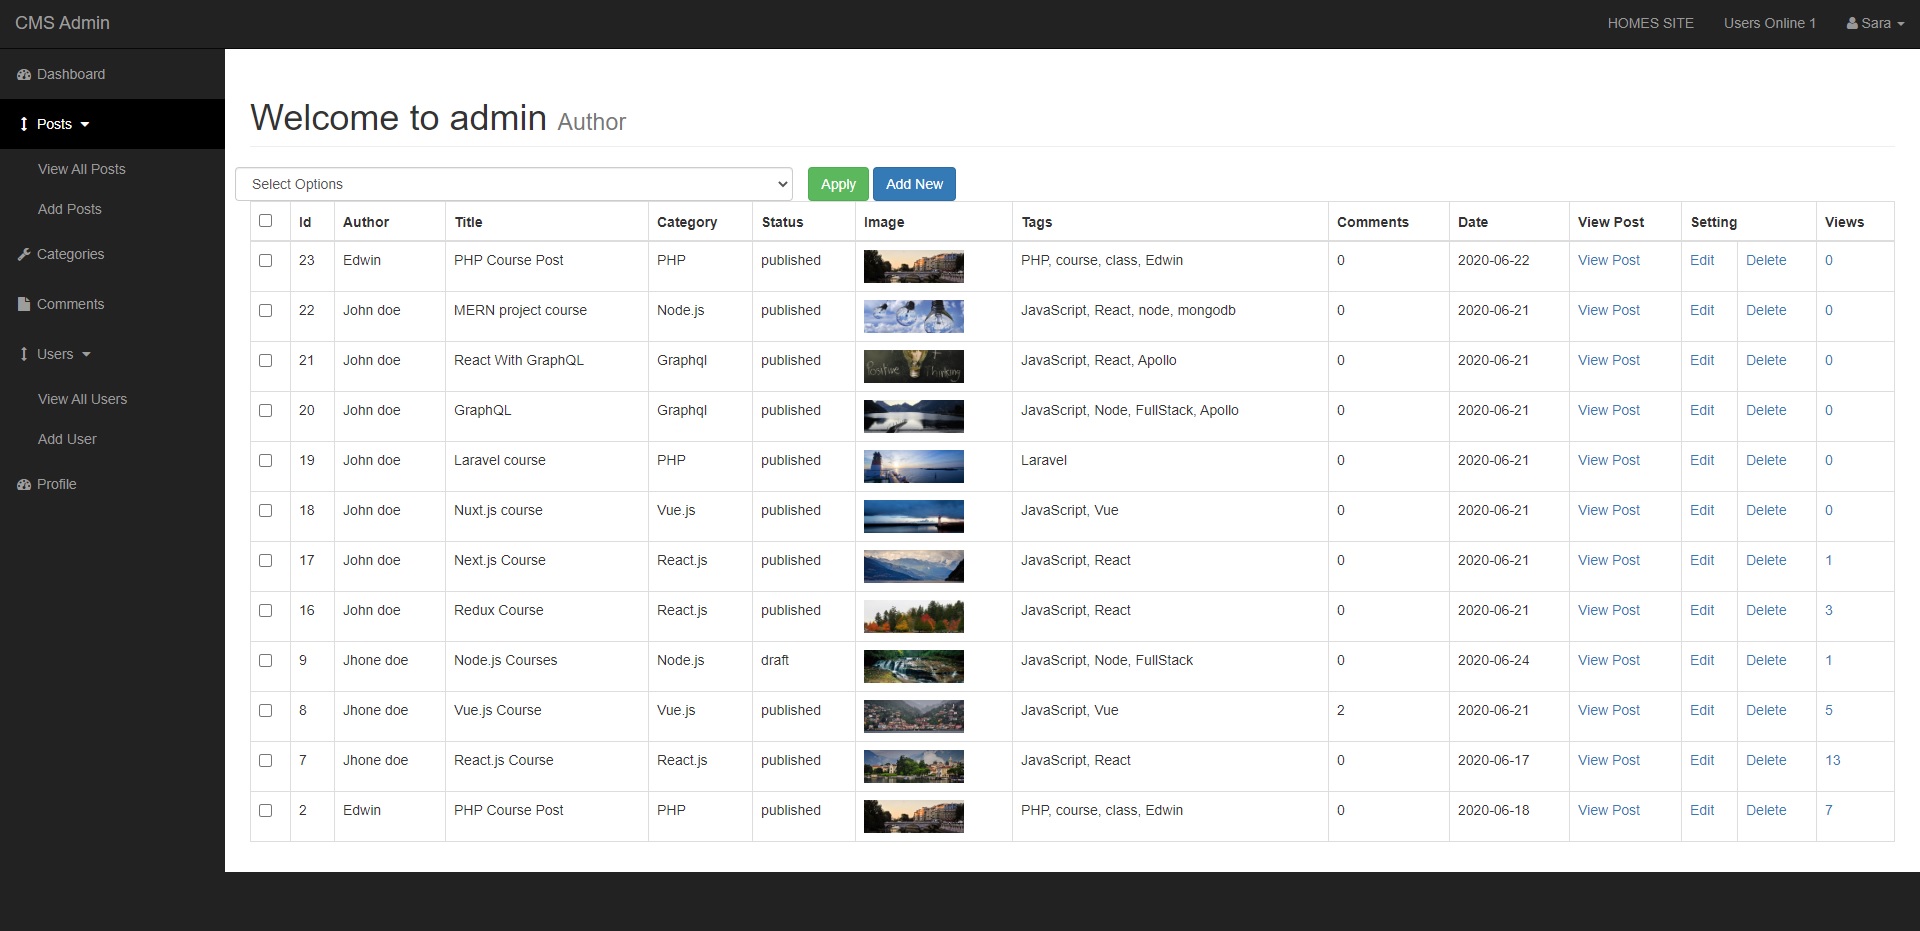 CMS Admin
HOMES SITE
Users Online 1
Sara
Dashboard
Posts
View All Posts
Add Posts
Categories
Comments
Users
View All Users
Add User
Profile
Welcome to admin Author
Select Options
Apply
Add New
Id Author Title Category Status Image Tags Comments Date View Post Setting Views
23 Edwin PHP Course Post PHP published PHP, course, class, Edwin 0 2020-06-22 View Post Edit Delete 0
22 John doe MERN project course Node.js published JavaScript, React, node, mongodb 0 2020-06-21 View Post Edit Delete 0
21 John doe React With GraphQL Graphql published Positive Thinking JavaScript, React, Apollo 0 2020-06-21 View Post Edit Delete 0
20 John doe GraphQL Graphql published JavaScript, Node, FullStack, Apollo 0 2020-06-21 View Post Edit Delete 0
19 John doe Laravel course PHP published Laravel 0 2020-06-21 View Post Edit Delete 0
18 John doe Nuxt.js course Vue.js published JavaScript, Vue 0 2020-06-21 View Post Edit Delete 0
17 John doe Next.js Course React.js published JavaScript, React 0 2020-06-21 View Post Edit Delete 1
16 John doe Redux Course React.js published JavaScript, React 0 2020-06-21 View Post Edit Delete 3
9 Jhone doe Node.js Courses Node.js draft JavaScript, Node, FullStack 0 2020-06-24 View Post Edit Delete 1
8 Jhone doe Vue.js Course Vue.js published JavaScript, Vue 2 2020-06-21 View Post Edit Delete 5
7 Jhone doe React.js Course React.js published JavaScript, React 0 2020-06-17 View Post Edit Delete 13
2 Edwin PHP Course Post PHP published PHP, course, class, Edwin 0 2020-06-18 View Post Edit Delete 7